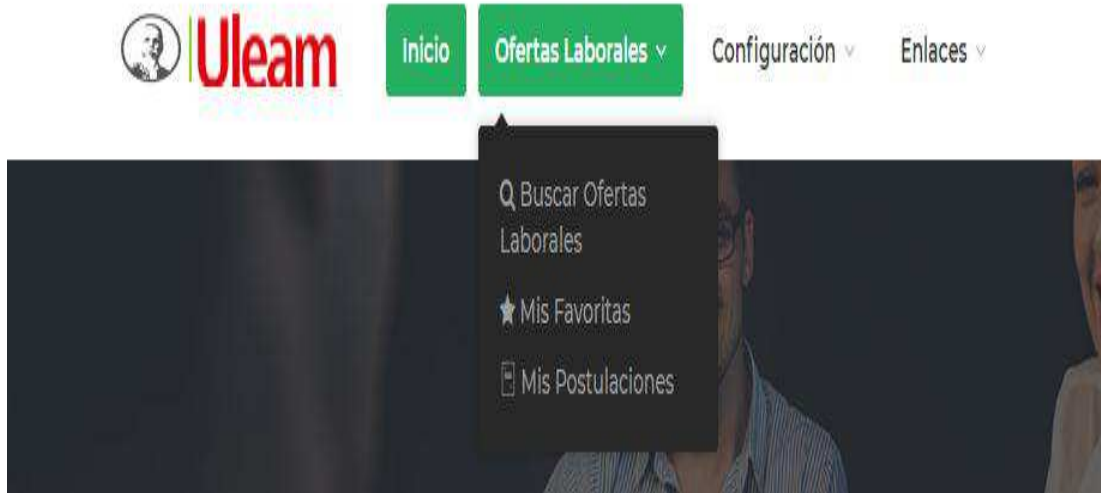 Uleam
Inicio
Ofertas Laborales
Configuración
Enlaces
Buscar Ofertas
Laborales
Mis Favoritas
Mis Postulaciones